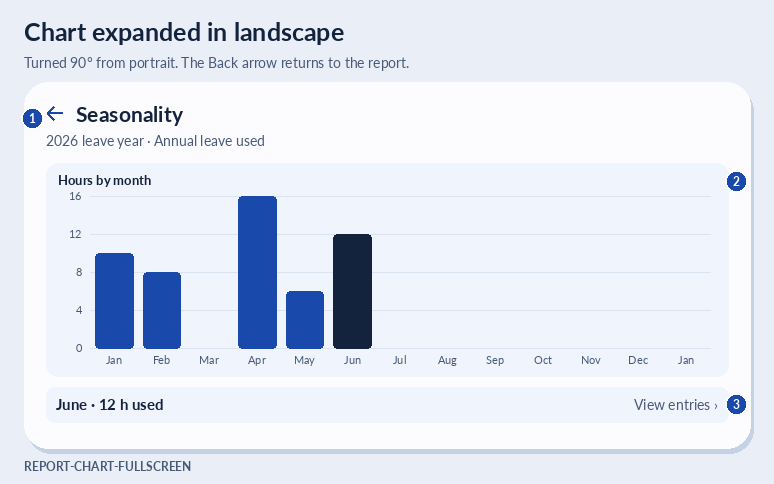 Chart expanded in landscape
Turned 90° from portrait. The Back arrow returns to the report.
1 ← Seasonality
2026 leave year · Annual leave used
Hours by month
2
16
12
8
4
0
Jan Feb Mar Apr May Jun Jul Aug Sep Oct Nov Dec Jan
June · 12 h used View entries › 3
REPORT-CHART-FULLSCREEN